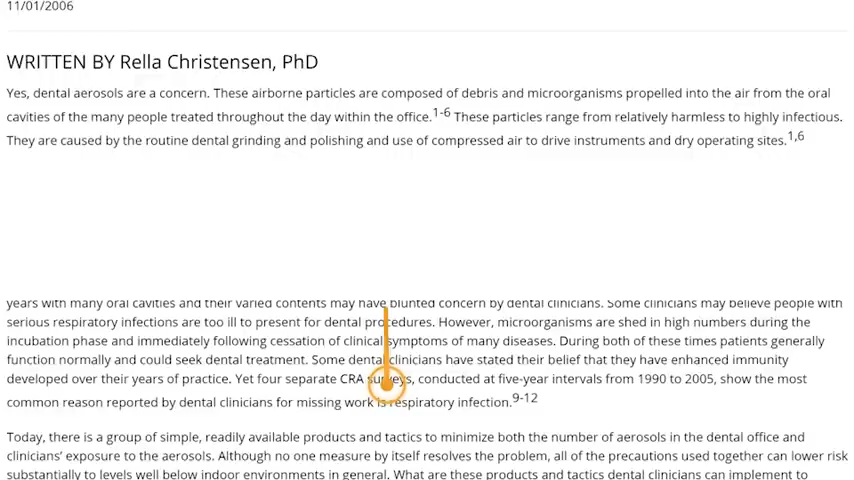 11/01/2006
WRITTEN BY Rella Christensen, PhD
Yes, dental aerosols are a concern. These airborne particles are composed of debris and microorganisms propelled into the air from the oral
cavities of the many people treated throughout the day within the office.1-6 These particles range from relatively harmless to highly infectious.
They are caused by the routine dental grinding and polishing and use of compressed air to drive instruments and dry operating sites.1,6
years with many oral cavities and their varied contents may have blunted concern by dental clinicians. Some clinicians may believe people with
serious respiratory infections are too ill to present for dental procedures. However, microorganisms are shed in high numbers during the
incubation phase and immediately following cessation of clinical symptoms of many diseases. During both of these times patients generally
function normally and could seek dental treatment. Some dental clinicians have stated their belief that they have enhanced immunity
developed over their years of practice. Yet four separate CRA surveys, conducted at five-year intervals from 1990 to 2005, show the most
common reason reported by dental clinicians for missing work is respiratory infection.9-12
Today, there is a group of simple, readily available products and tactics to minimize both the number of aerosols in the dental office and
clinicians’ exposure to the aerosols. Although no one measure by itself resolves the problem, all of the precautions used together can lower risk
substantially to levels well below indoor environments in general. What are these products and tactics dental clinicians can implement to